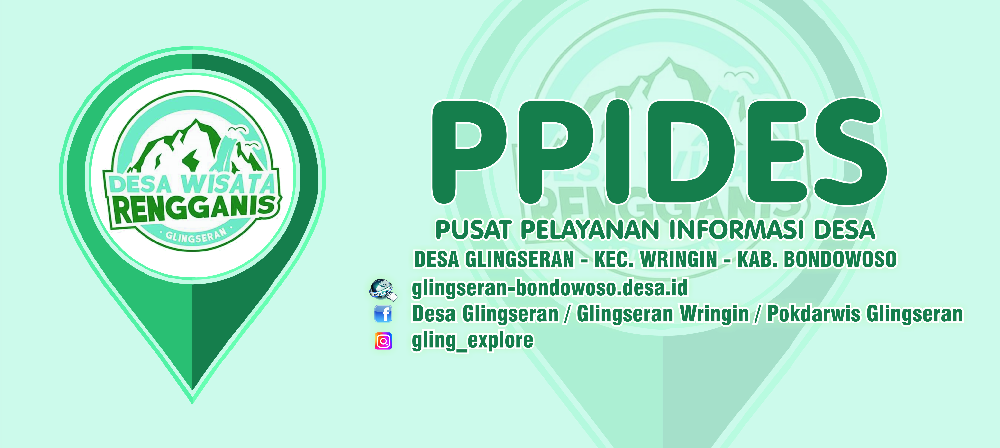 DESA WISATA
RENGGANIS
GLINGSERAN
PPIDES
PUSAT PELAYANAN INFORMASI DESA
DESA GLINGSERAN - KEC. WRINGIN - KAB. BONDOWOSO
glingseran-bondowoso.desa.id
Desa Glingseran / Glingseran Wringin / Pokdarwis Glingseran
gling_explore